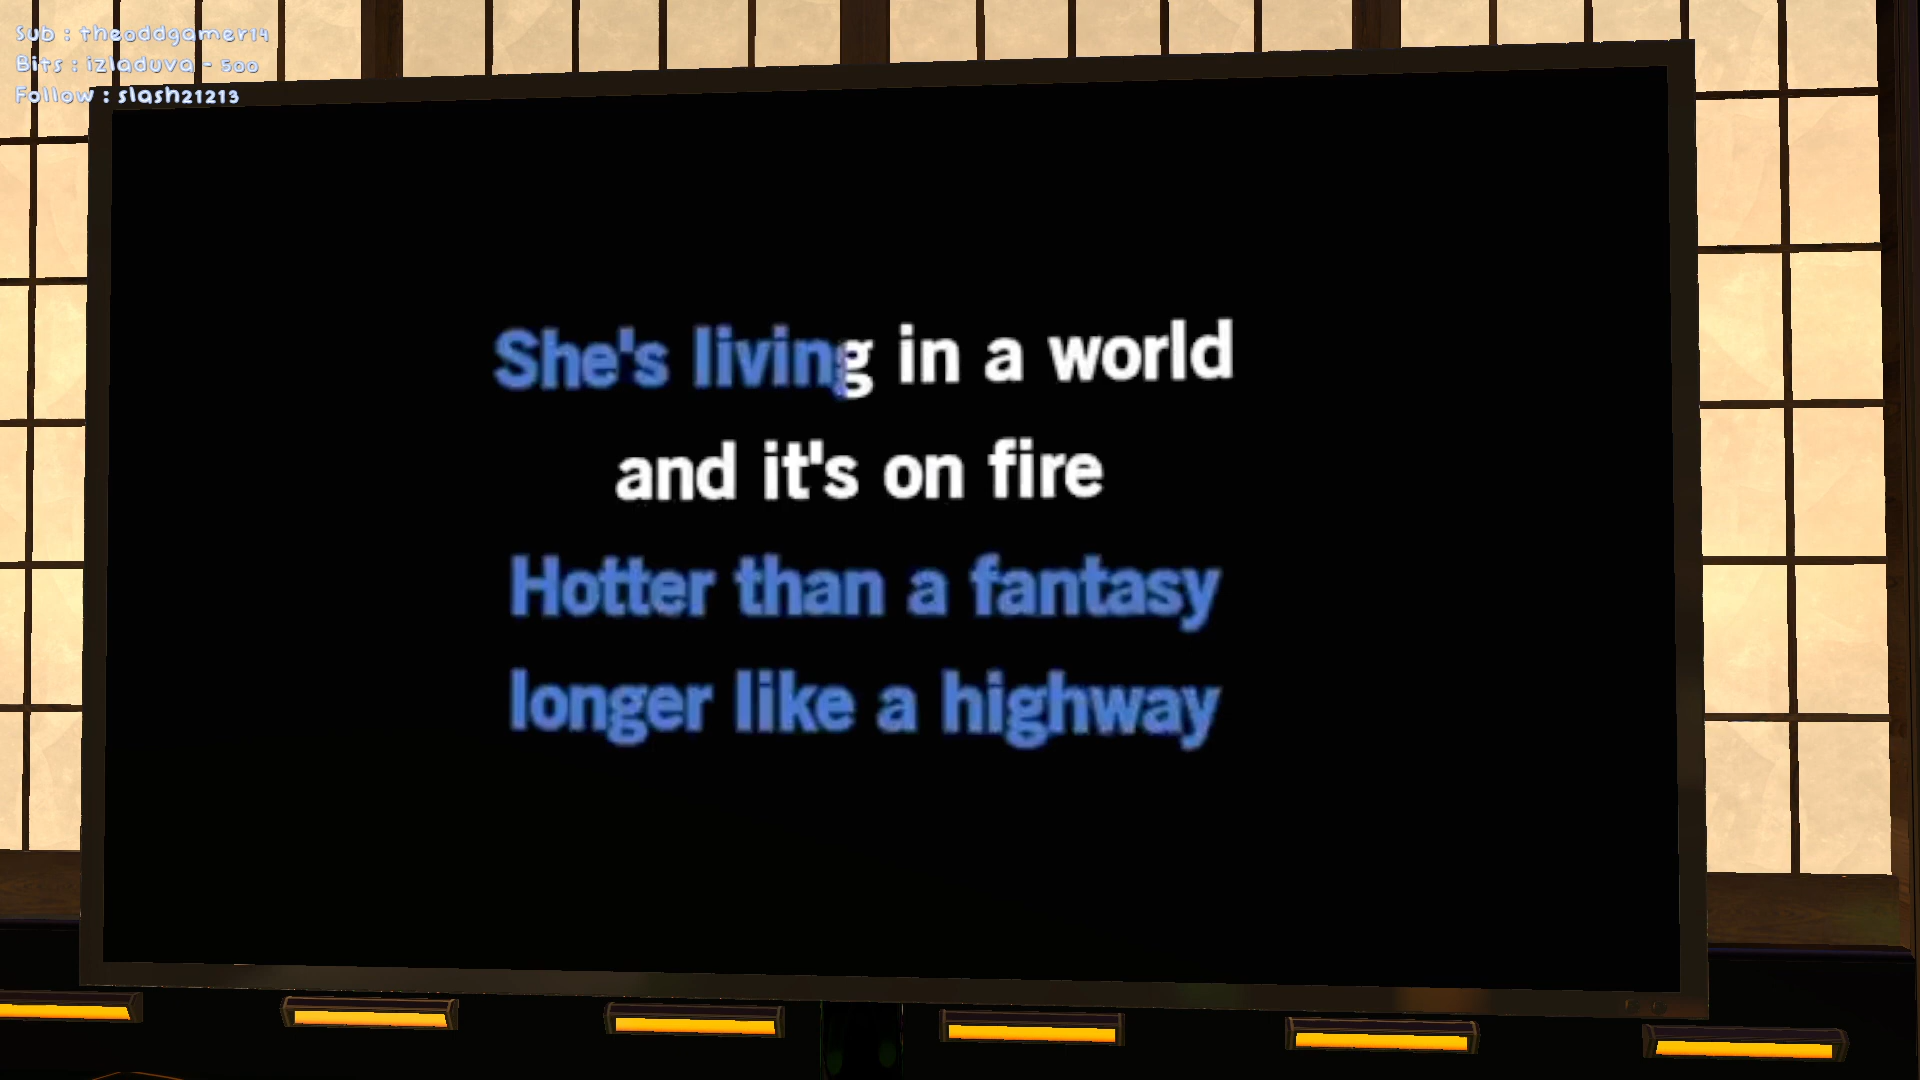 Sub : theoddgamer14
Bits : izladuva - 500
Follow : slash21213
She's living in a world
and it's on fire
Hotter than a fantasy
longer like a highway